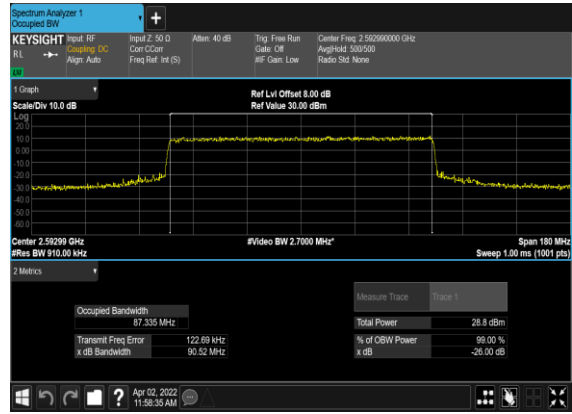 Spectrum Analyzer 1
Occupied BW
+
KEYSIGHT
RL
Input: RF
Coupling: DC
Align: Auto
Input Z: 50 Ω
Corr CCorr
Freq Ref: Int (S)
Atten: 40 dB
Trig: Free Run
Gate: Off
#IF Gain: Low
Center Freq: 2.592990000 GHz
Avg|Hold: 500/500
Radio Std: None
1 Graph
Scale/Div 10.0 dB
Ref Lvl Offset 8.00 dB
Ref Value 30.00 dBm
Log
20.0
10.0
0.00
-10.0
-20.0
-30.0
-40.0
-50.0
-60.0
Center 2.59299 GHz
#Res BW 910.00 kHz
#Video BW 2.7000 MHz*
Span 180 MHz
Sweep 1.00 ms (1001 pts)
2 Metrics
Measure Trace Trace 1
Occupied Bandwidth
87.335 MHz
Total Power 28.8 dBm
Transmit Freq Error 122.69 kHz
% of OBW Power 99.00 %
x dB Bandwidth 90.52 MHz
x dB -26.00 dB
?
Apr 02, 2022
11:58:35 AM